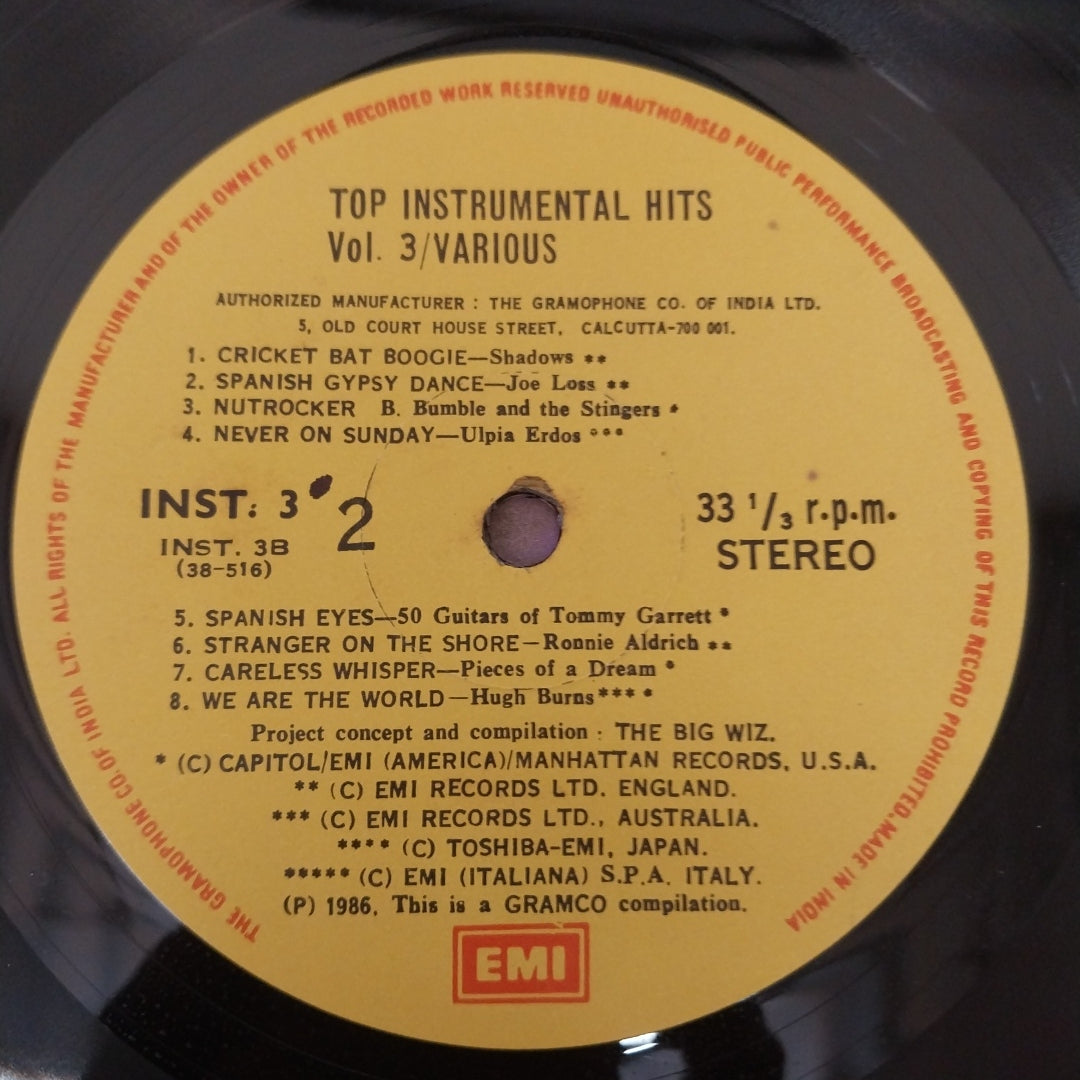 THE GRAMOPHONE CO. OF INDIA LTD. ALL RIGHTS OF THE MANUFACTURER AND OF THE OWNER OF THE RECORDED WORK RESERVED UNAUTHORISED PUBLIC PERFORMANCE BROADCASTING AND COPYING OF THIS RECORD PROHIBITED. MADE IN INDIA
TOP INSTRUMENTAL HITS
Vol. 3/VARIOUS
AUTHORIZED MANUFACTURER : THE GRAMOPHONE CO. OF INDIA LTD.
5, OLD COURT HOUSE STREET, CALCUTTA-700 001.
1. CRICKET BAT BOOGIE—Shadows **
2. SPANISH GYPSY DANCE—Joe Loss **
3. NUTROCKER B. Bumble and the Stingers *
4. NEVER ON SUNDAY—Ulpia Erdos ***
INST: 3
2
INST. 3B
(38-516)
33 1/3 r.p.m.
STEREO
5. SPANISH EYES—50 Guitars of Tommy Garrett *
6. STRANGER ON THE SHORE—Ronnie Aldrich **
7. CARELESS WHISPER—Pieces of a Dream *
8. WE ARE THE WORLD—Hugh Burns*** *
Project concept and compilation : THE BIG WIZ.
* (C) CAPITOL/EMI (AMERICA)/MANHATTAN RECORDS, U.S.A.
** (C) EMI RECORDS LTD. ENGLAND.
*** (C) EMI RECORDS LTD., AUSTRALIA.
**** (C) TOSHIBA-EMI, JAPAN.
***** (C) EMI (ITALIANA) S.P.A. ITALY.
(P) 1986, This is a GRAMCO compilation.
EMI